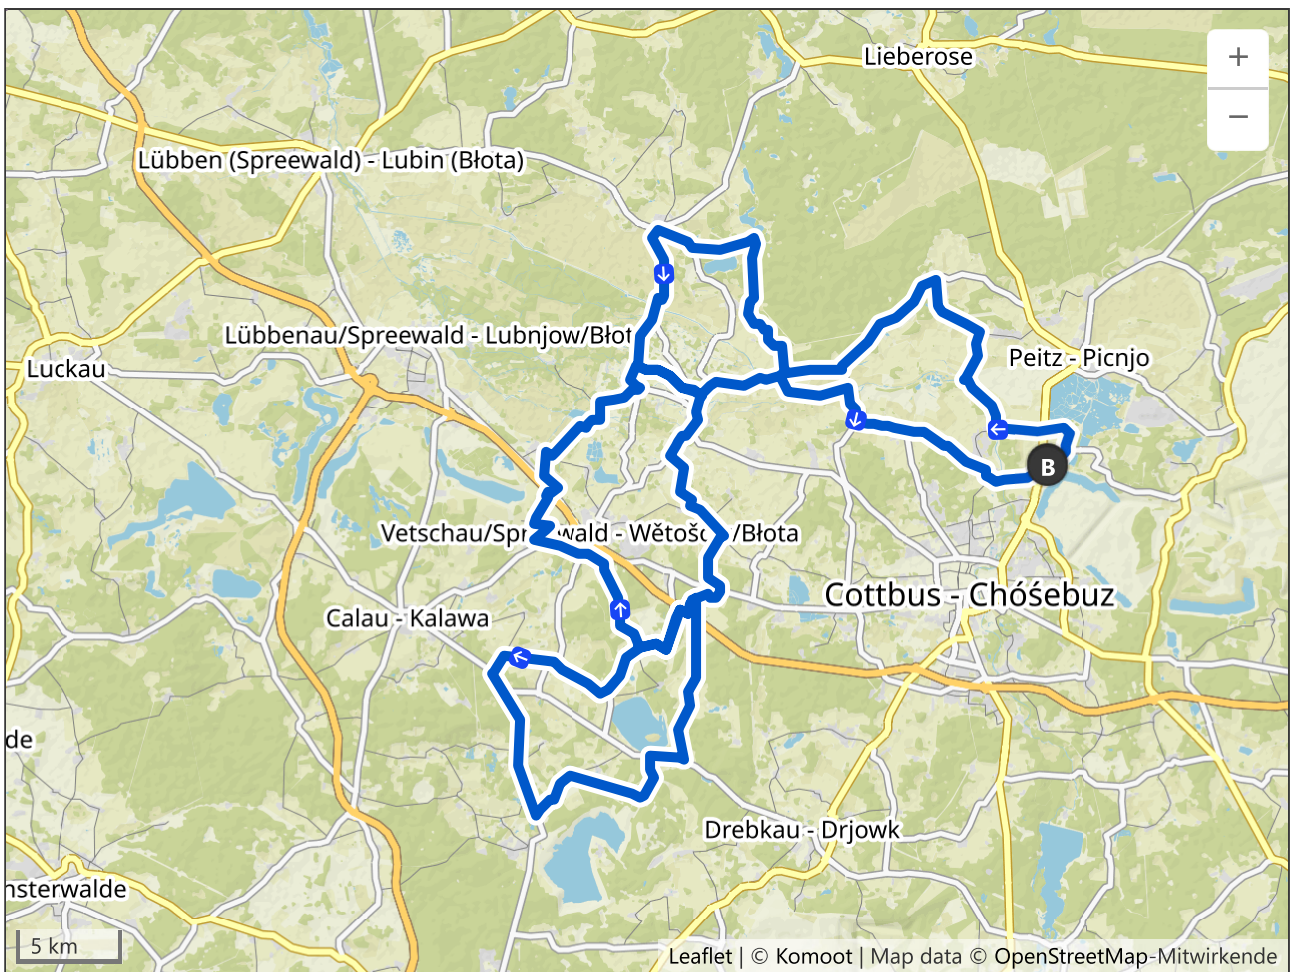 Lieberose
+
−
Lübben (Spreewald) - Lubin (Błota)
Lübbenau/Spreewald - Lubnjow/Błot
Peitz - Picnjo
Luckau
B
Vetschau/Spr wald - Wětošo /Błota
Cottbus - Chóśebuz
Calau - Kalawa
de
Drebkau - Drjowk
nsterwalde
5 km
Leaflet | © Komoot | Map data © OpenStreetMap-Mitwirkende